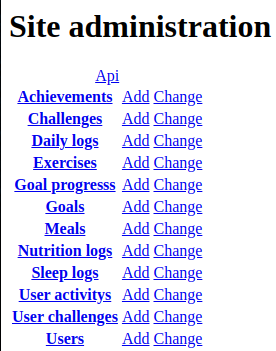 Site administration
Api
Achievements Add Change
Challenges Add Change
Daily logs Add Change
Exercises Add Change
Goal progresss Add Change
Goals Add Change
Meals Add Change
Nutrition logs Add Change
Sleep logs Add Change
User activitys Add Change
User challenges Add Change
Users Add Change